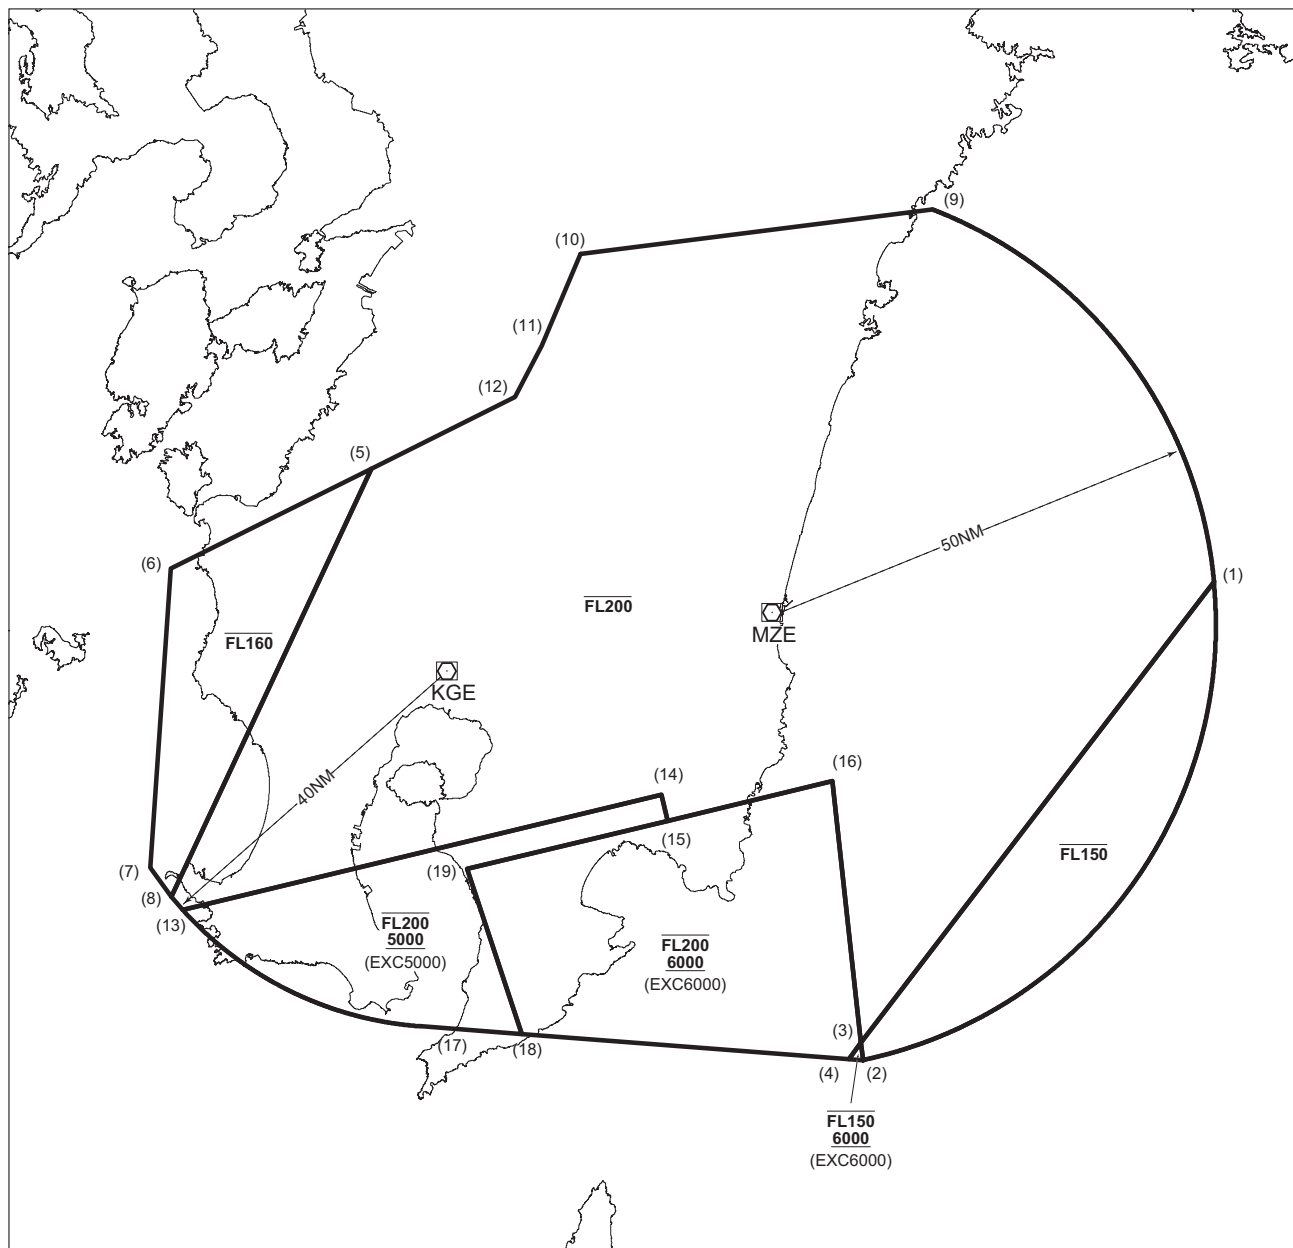 (9)
(10)
(11)
(12)
(5)
(6)
50NM
(1)
FL200
MZE
FL160
KGE
40NM
(14)
(16)
(15)
FL150
(7)
(19)
(8)
(13)
FL200
5000
(EXC5000)
FL200
6000
(EXC6000)
(3)
(17)
(18)
(4)
(2)
FL150
6000
(EXC6000)